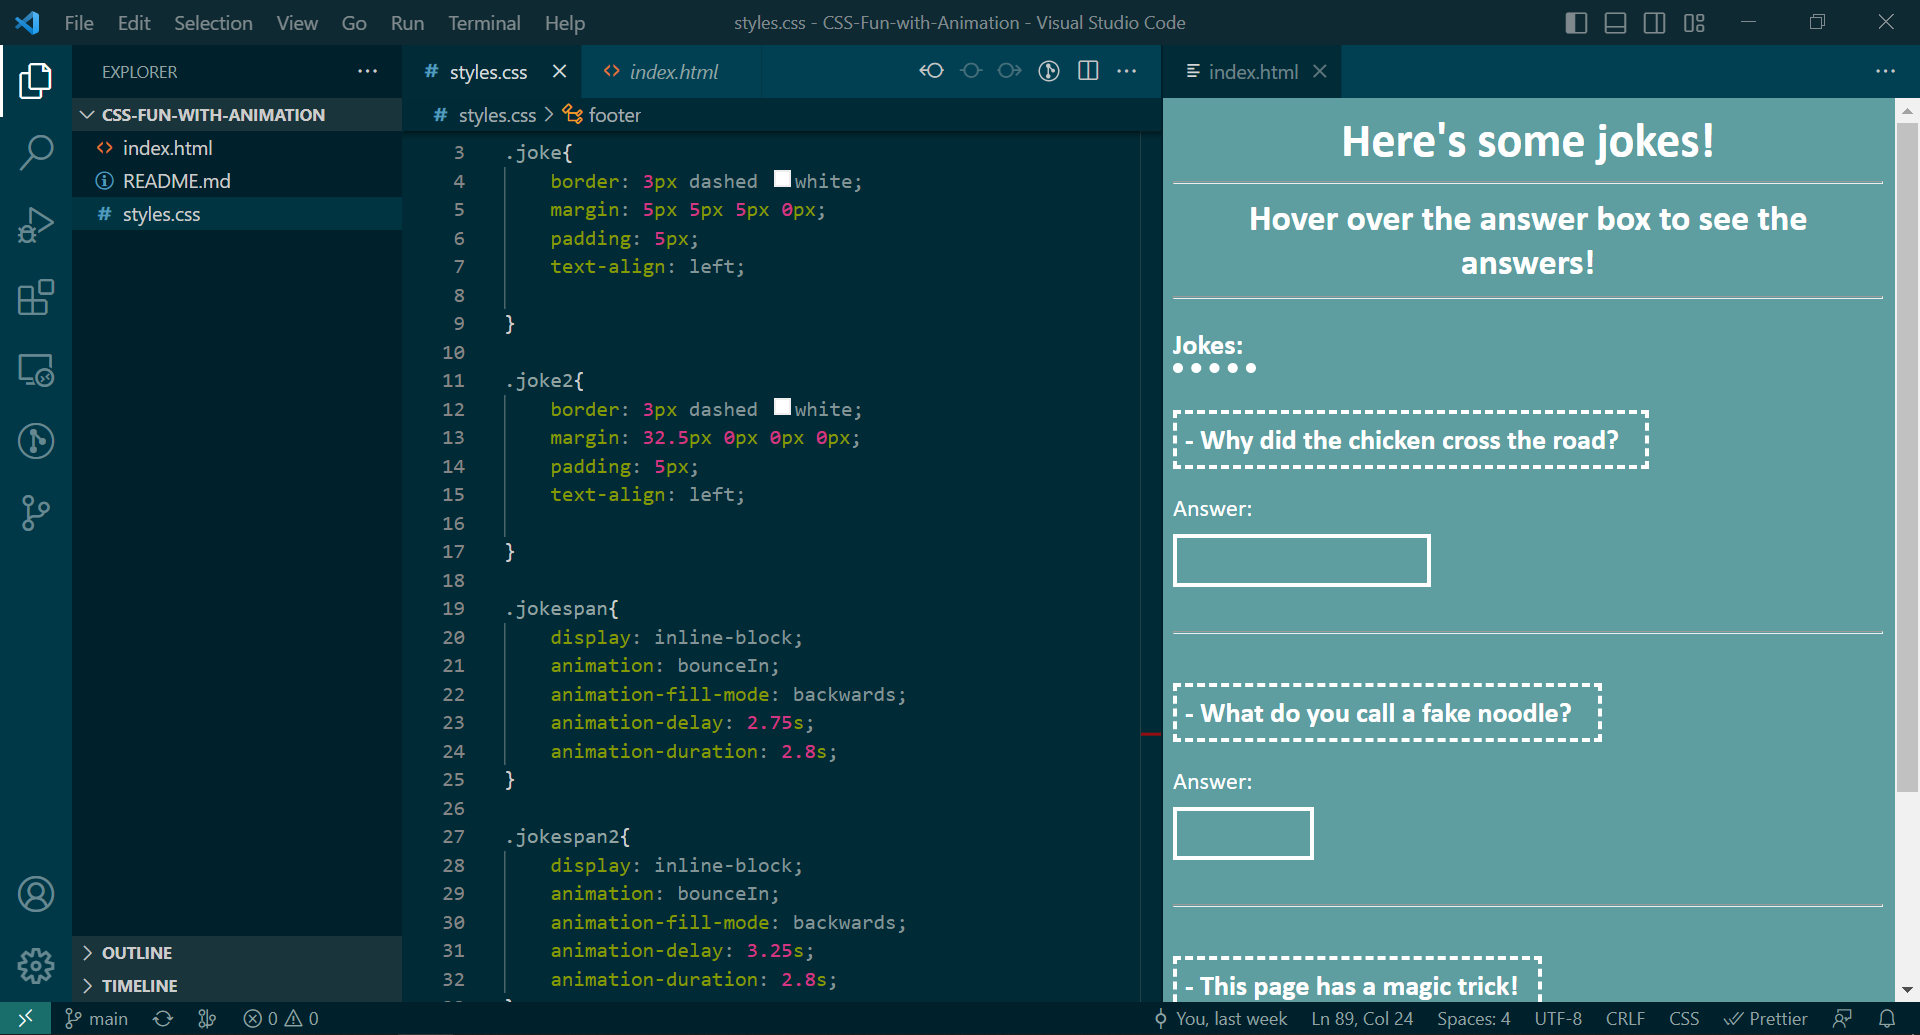 File Edit Selection View Go Run Terminal Help
styles.css - CSS-Fun-with-Animation - Visual Studio Code
EXPLORER
CSS-FUN-WITH-ANIMATION
index.html
README.md
# styles.css
OUTLINE
TIMELINE
# styles.css
index.html
# styles.css > footer
3 .joke{
4 border: 3px dashed white;
5 margin: 5px 5px 5px 0px;
6 padding: 5px;
7 text-align: left;
8
9 }
10
11 .joke2{
12 border: 3px dashed white;
13 margin: 32.5px 0px 0px 0px;
14 padding: 5px;
15 text-align: left;
16
17 }
18
19 .jokespan{
20 display: inline-block;
21 animation: bounceIn;
22 animation-fill-mode: backwards;
23 animation-delay: 2.75s;
24 animation-duration: 2.8s;
25 }
26
27 .jokespan2{
28 display: inline-block;
29 animation: bounceIn;
30 animation-fill-mode: backwards;
31 animation-delay: 3.25s;
32 animation-duration: 2.8s;
index.html
Here's some jokes!
Hover over the answer box to see the
answers!
Jokes:
- Why did the chicken cross the road?
Answer:
- What do you call a fake noodle?
Answer:
- This page has a magic trick!
main 0 0 You, last week Ln 89, Col 24 Spaces: 4 UTF-8 CRLF CSS Prettier